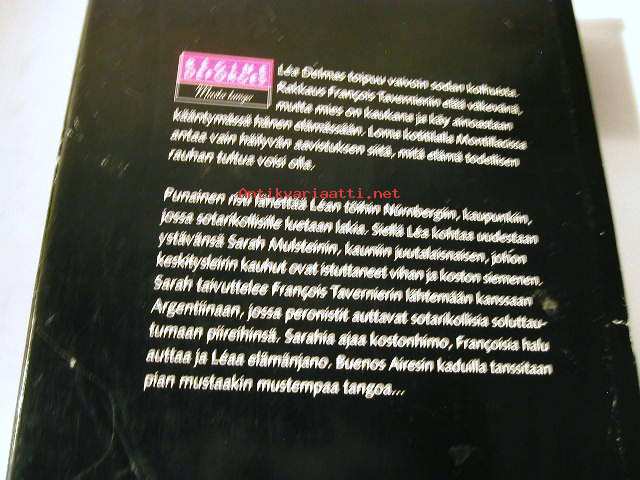 RÉGINE
DEFORGES
Musta tango
Léa Delmas toipuu vaivoin sodan kolhuista.
Rakkaus François Tavernieriin elää väkevänä,
mutta mies on kaukana ja käy ainoastaan
kääntymässä hänen elämässään. Loma kotitilalla Montillacissa
antaa vain häilyvän aavistuksen siitä, mitä elämä todellisen
rauhan tultua voisi olla.
Punainen risti lähettää Léan töihin Nürnbergiin, kaupunkiin,
Antikvariaatti.net
jossa sotarikollisille luetaan lakia. Siellä Léa kohtaa uudestaan
ystävänsä Sarah Mulsteinin, kauniin juutalaisnaisen, johon
keskitysleirin kauhut ovat istuttaneet vihan ja koston siemenen.
Sarah taivuttelee François Tavernierin lähtemään kanssaan
Argentiinaan, jossa peronistit auttavat sotarikollisia soluttau-
tumaan piireihinsä. Sarahia ajaa kostonhimo, Françoisia halu
auttaa ja Léaa elämänjano. Buenos Airesin kaduilla tanssitaan
pian mustaakin mustempaa tangoa...